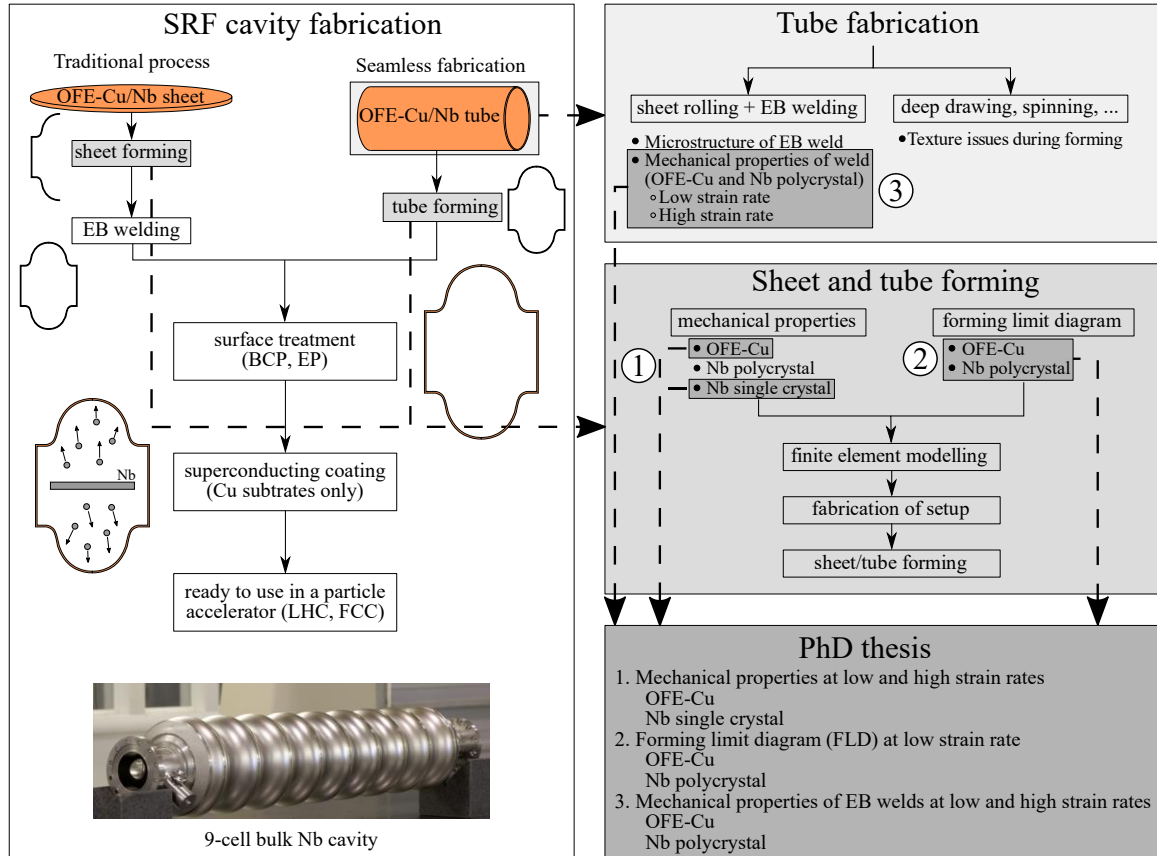 SRF cavity fabrication
Traditional process
OFE-Cu/Nb sheet
sheet forming
EB welding
Seamless fabrication
OFE-Cu/Nb tube
tube forming
surface treatment
(BCP, EP)
Nb
superconducting coating
(Cu subtrates only)
ready to use in a particle
accelerator (LHC, FCC)
9-cell bulk Nb cavity
Tube fabrication
sheet rolling + EB welding
• Microstructure of EB weld
• Mechanical properties of weld
(OFE-Cu and Nb polycrystal)
∘Low strain rate
∘High strain rate
3
deep drawing, spinning, ...
•Texture issues during forming
Sheet and tube forming
mechanical properties
1
• OFE-Cu
• Nb polycrystal
• Nb single crystal
forming limit diagram
2
• OFE-Cu
• Nb polycrystal
finite element modelling
fabrication of setup
sheet/tube forming
PhD thesis
1. Mechanical properties at low and high strain rates
OFE-Cu
Nb single crystal
2. Forming limit diagram (FLD) at low strain rate
OFE-Cu
Nb polycrystal
3. Mechanical properties of EB welds at low and high strain rates
OFE-Cu
Nb polycrystal